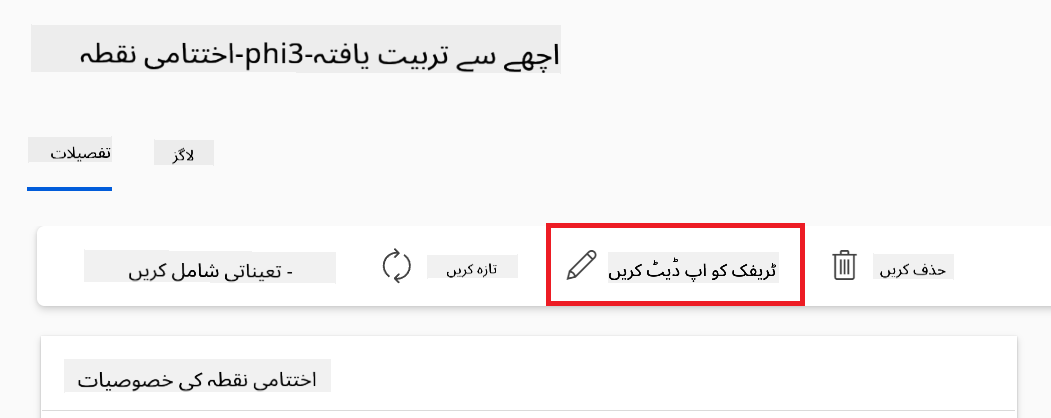 اچھے سے تربیت یافتہ-phi3-اختتامی نقطہ
تفصیلات
لاگز
- تعیناتی شامل کریں
تازہ کریں
ٹریفک کو اپ ڈیٹ کریں
حذف کریں
اختتامی نقطہ کی خصوصیات